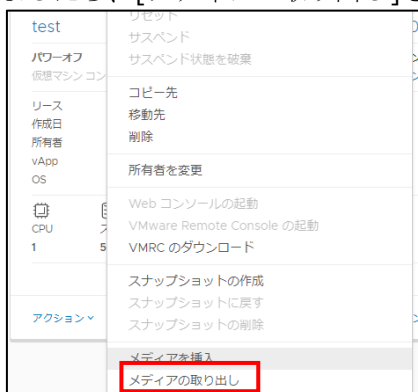 test
パワーオフ
仮想マシン コン
リース
作成日
所有者
vApp
OS
CPU
1
5
アクション
リセット
サスペンド
サスペンド状態を破棄
コピー先
移動先
削除
所有者を変更
Web コンソールの起動
VMware Remote Console の起動
VMRC のダウンロード
スナップショットの作成
スナップショットに戻す
スナップショットの削除
メディアを挿入
メディアの取り出し